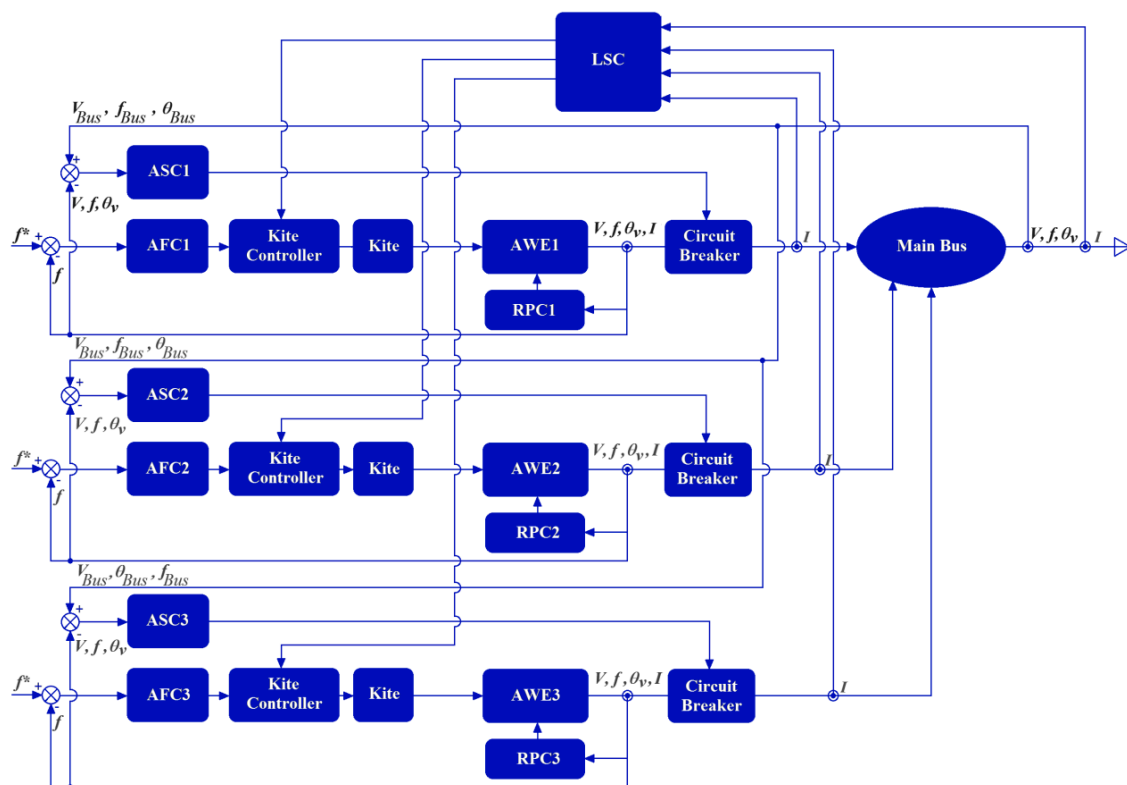 LSC
V_Bus, f_Bus, θ_Bus
+
-
ASC1
V, f, θ_v
f*
+
-
f
AFC1
Kite
Controller
Kite
AWE1
V, f, θ_v, I
RPC1
Circuit
Breaker
I
Main Bus
V, f, θ_v
I
V_Bus, f_Bus, θ_Bus
+
-
ASC2
V, f, θ_v
f*
+
-
f
AFC2
Kite
Controller
Kite
AWE2
V, f, θ_v, I
RPC2
Circuit
Breaker
I
V_Bus, θ_Bus, f_Bus
+
-
ASC3
V, f, θ_v
f*
+
-
f
AFC3
Kite
Controller
Kite
AWE3
V, f, θ_v, I
RPC3
Circuit
Breaker
I